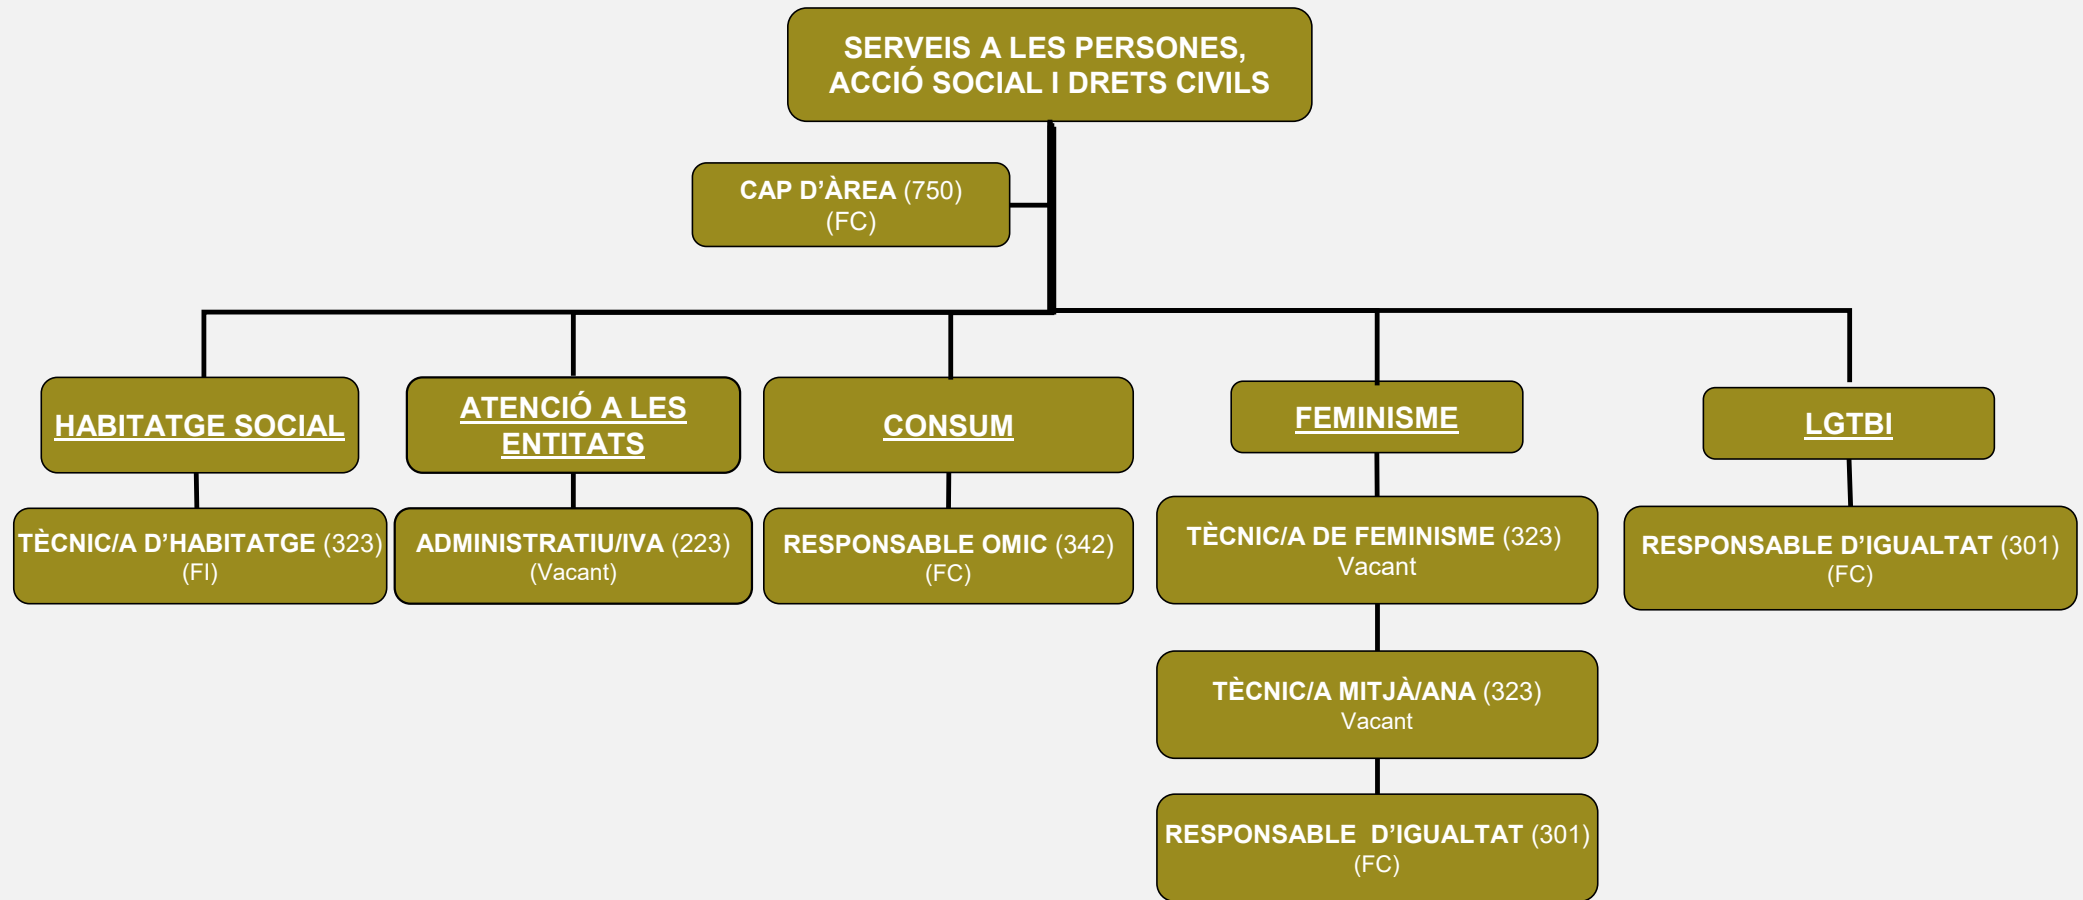 SERVEIS A LES PERSONES,
ACCIÓ SOCIAL I DRETS CIVILS
CAP D’ÀREA (750)
(FC)
HABITATGE SOCIAL
TÈCNIC/A D’HABITATGE (323)
(FI)
ATENCIÓ A LES
ENTITATS
ADMINISTRATIU/IVA (223)
(Vacant)
CONSUM
RESPONSABLE OMIC (342)
(FC)
FEMINISME
TÈCNIC/A DE FEMINISME (323)
Vacant
TÈCNIC/A MITJÀ/ANA (323)
Vacant
RESPONSABLE D’IGUALTAT (301)
(FC)
LGTBI
RESPONSABLE D’IGUALTAT (301)
(FC)